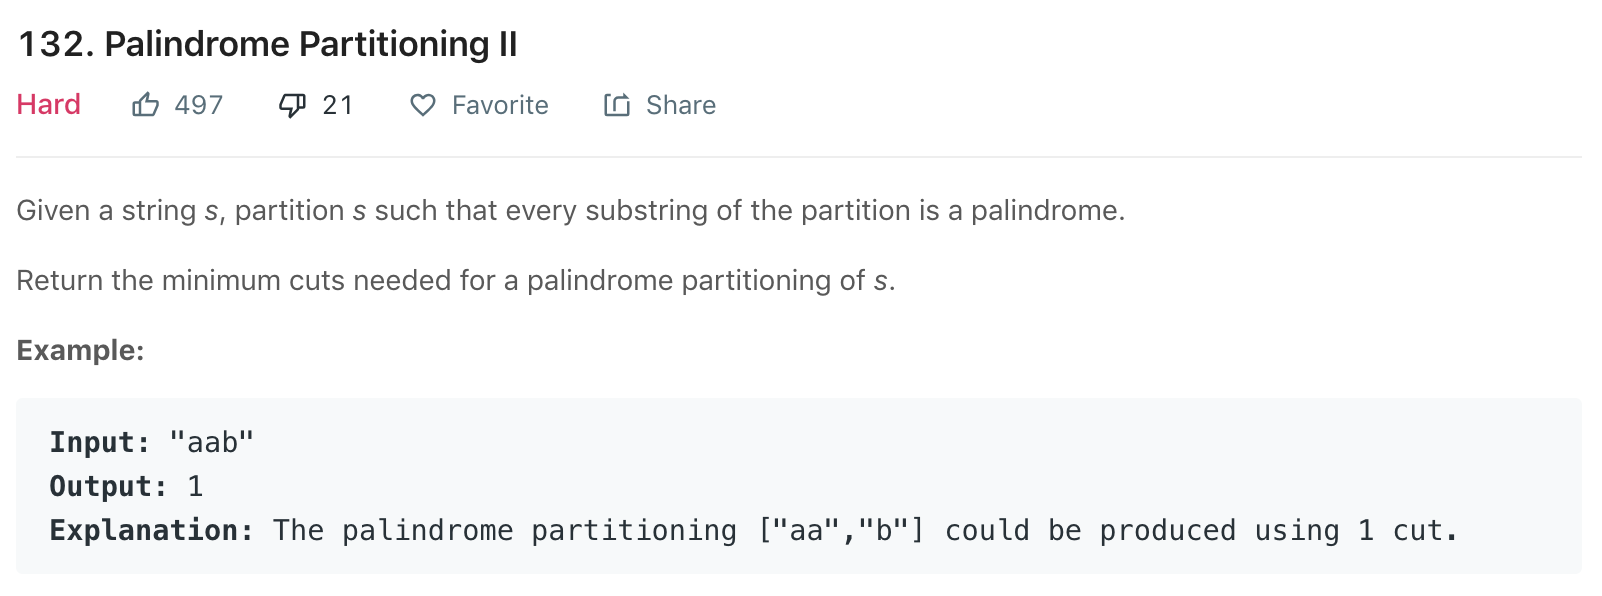 132. Palindrome Partitioning II
Hard 497 21 Favorite Share
Given a string s, partition s such that every substring of the partition is a palindrome.
Return the minimum cuts needed for a palindrome partitioning of s.
Example:
Input: "aab"
Output: 1
Explanation: The palindrome partitioning ["aa","b"] could be produced using 1 cut.